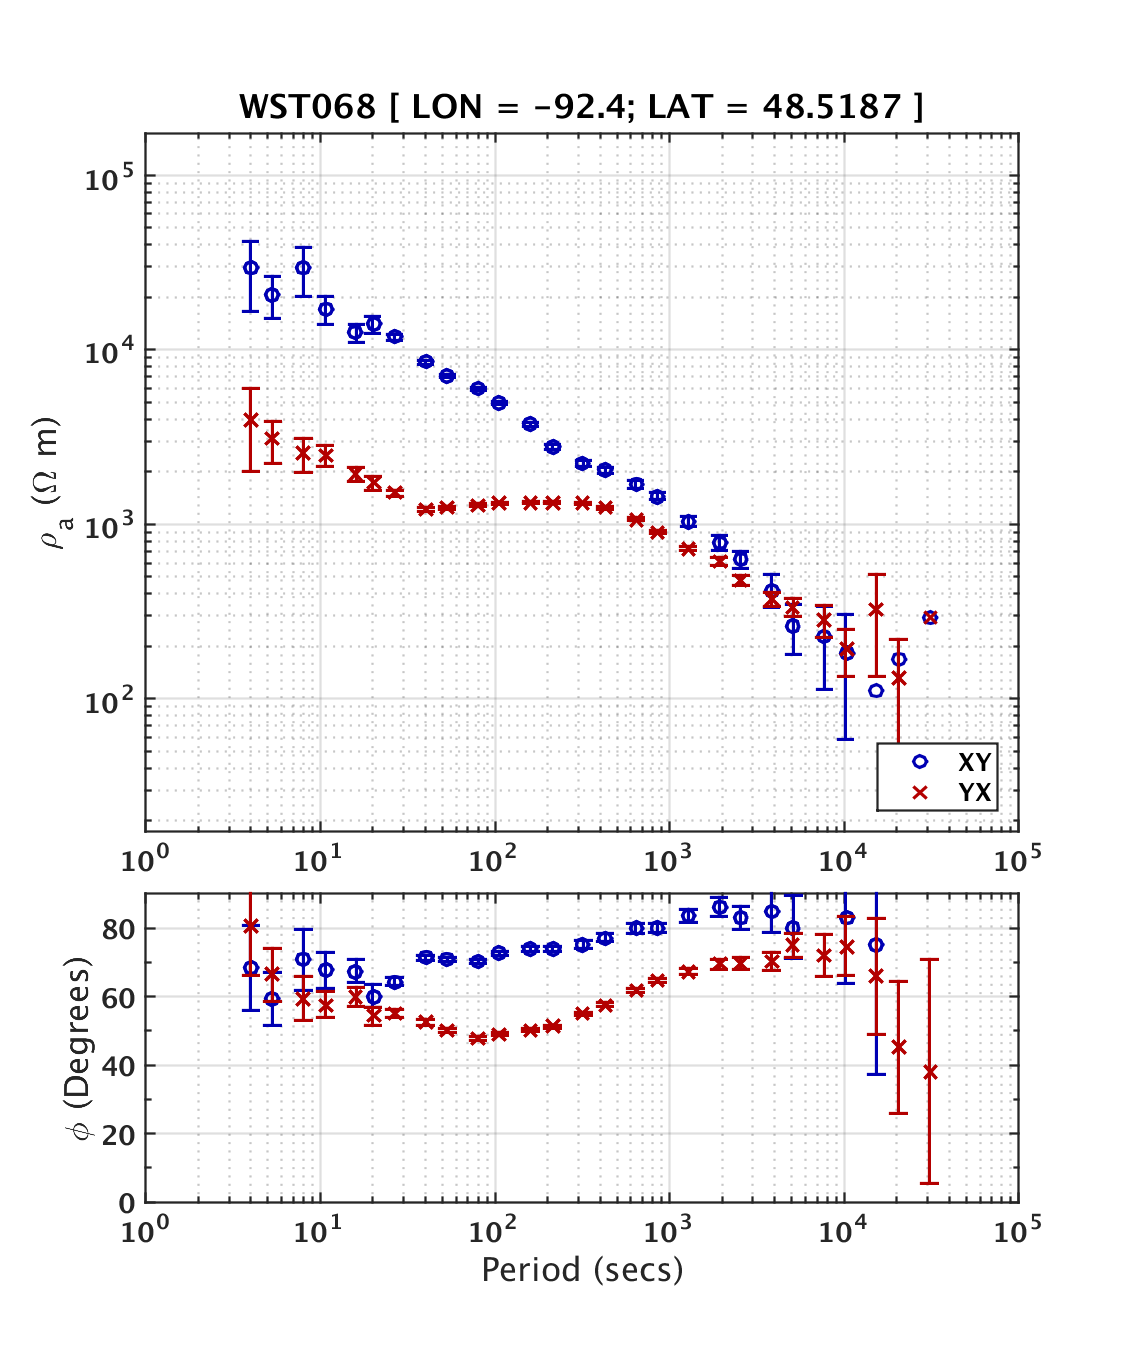 WST068 [ LON = -92.4; LAT = 48.5187 ]
ρa (Ω m)
10^5
10^4
10^3
10^2
XY
YX
10^0 10^1 10^2 10^3 10^4 10^5
ϕ (Degrees)
80
60
40
20
0
10^0 10^1 10^2 10^3 10^4 10^5
Period (secs)